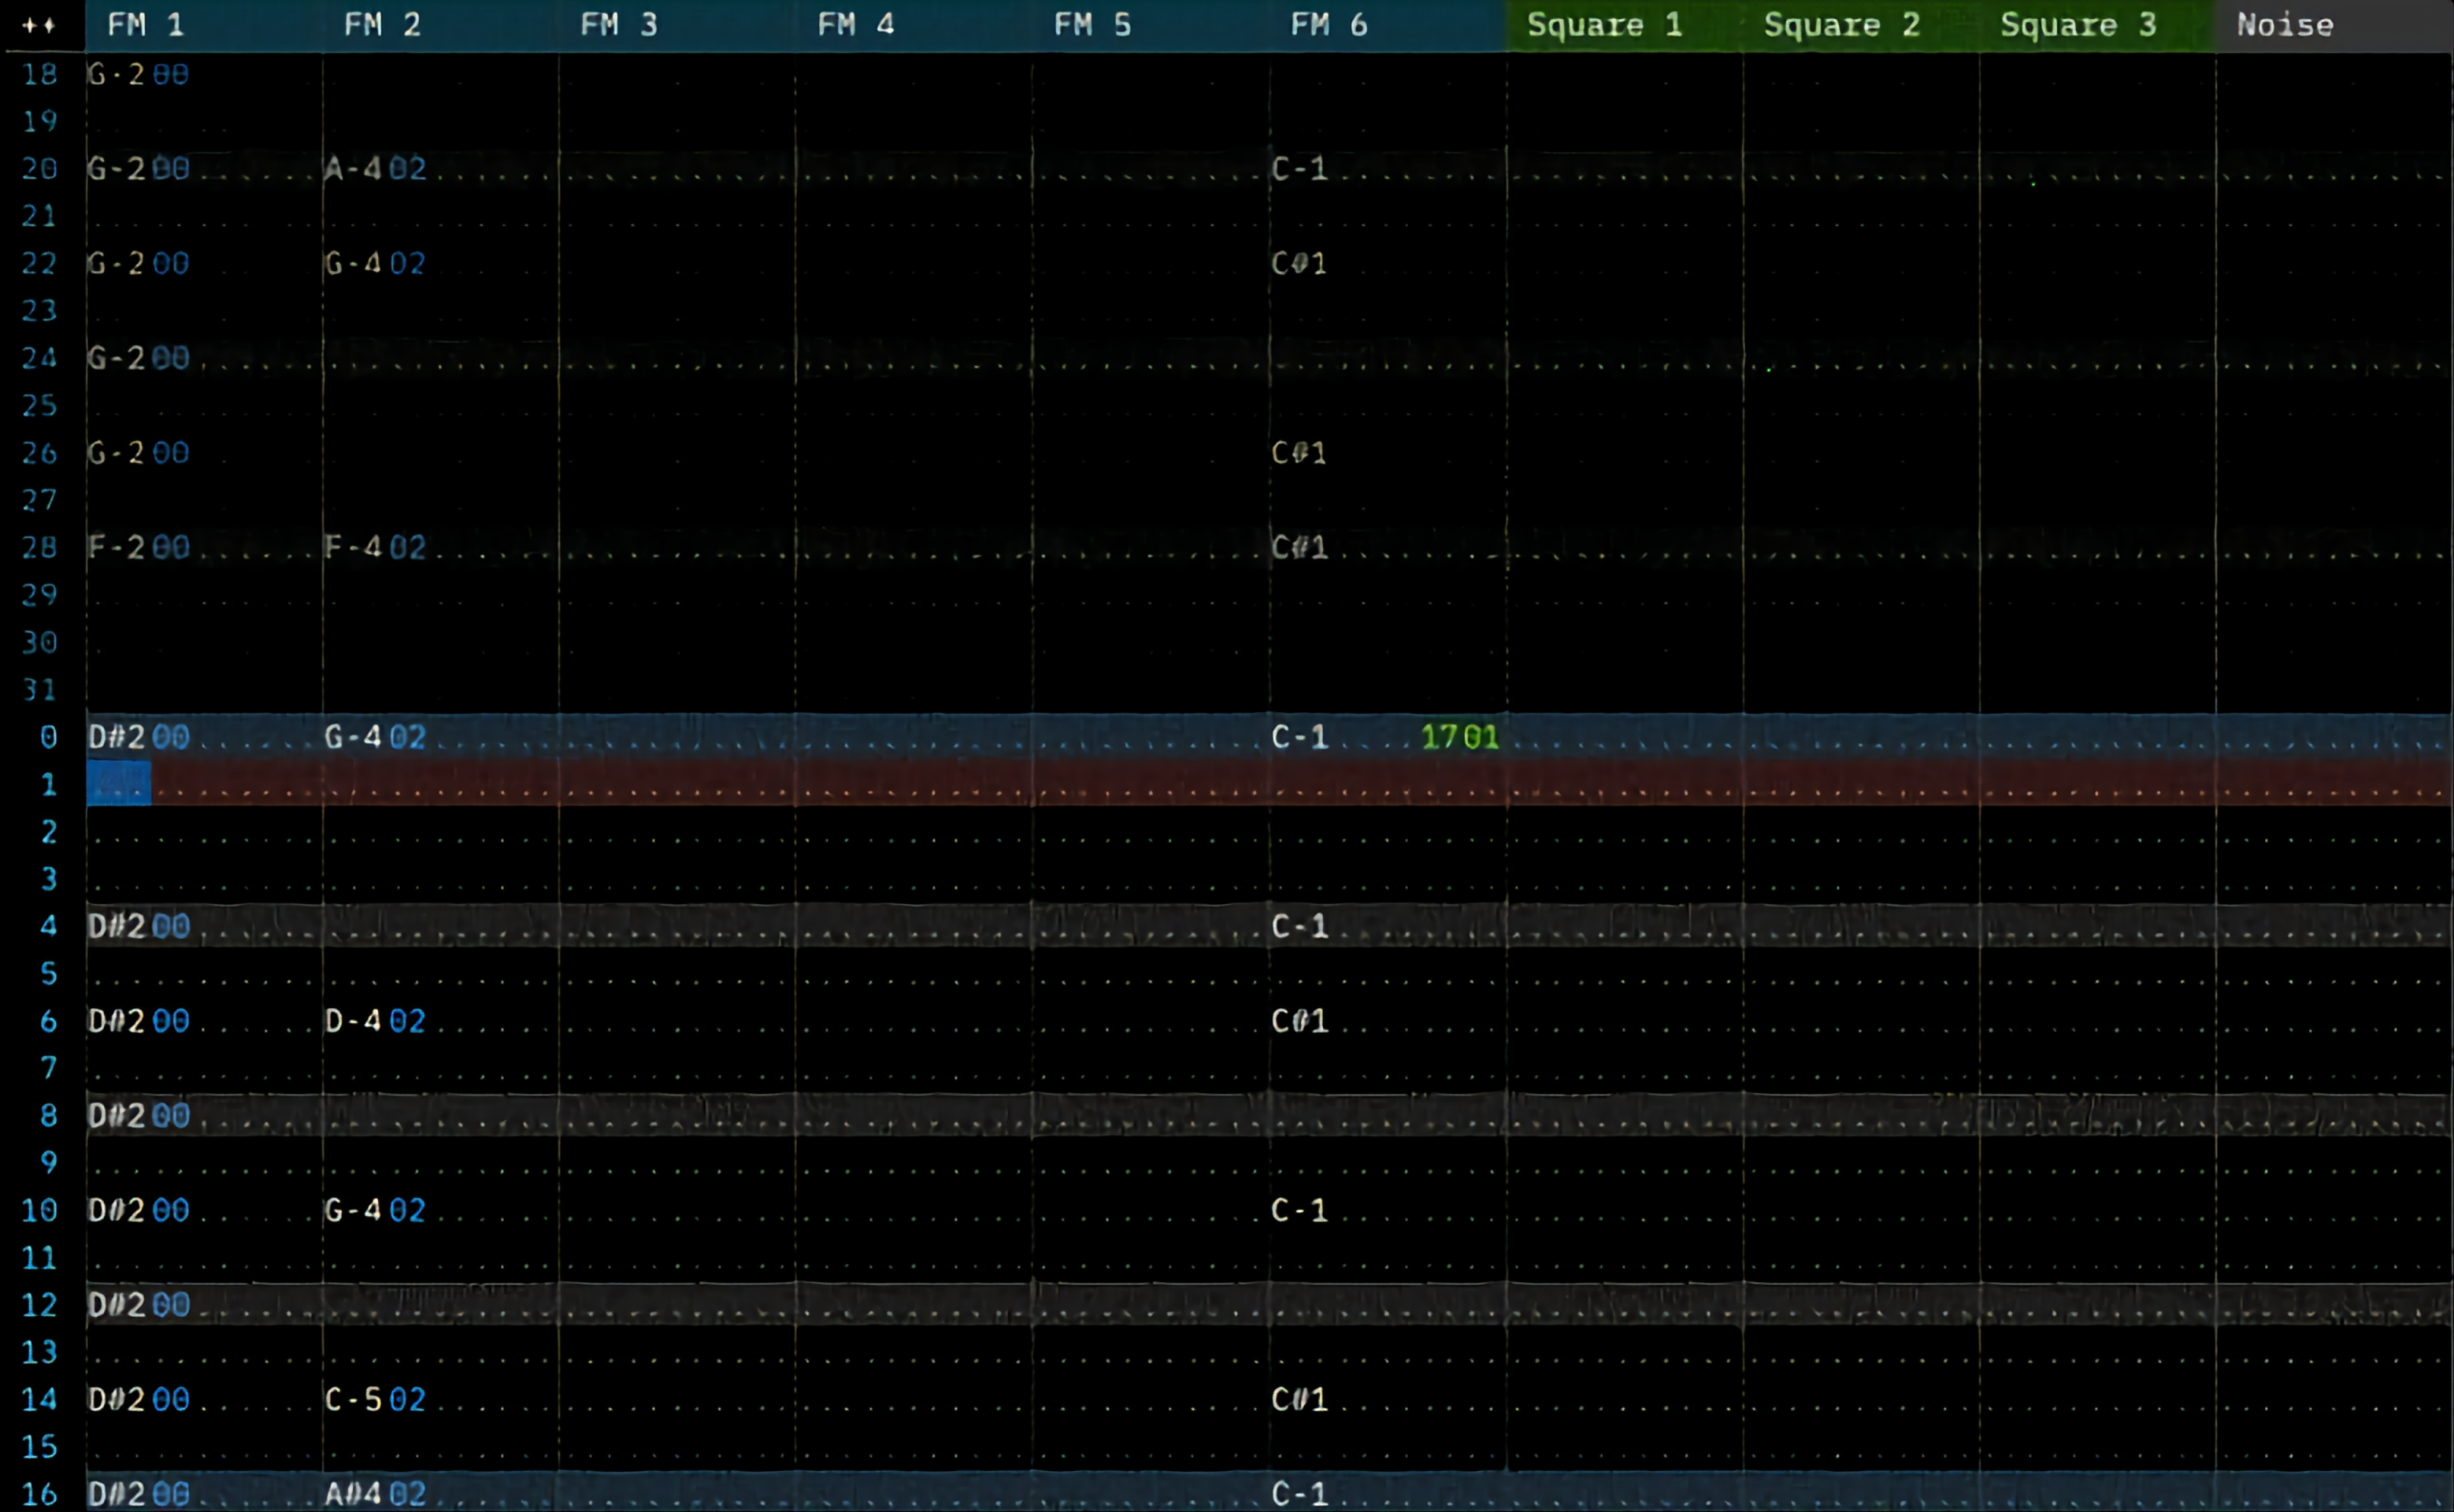 ++ FM 1 FM 2 FM 3 FM 4 FM 5 FM 6 Square 1 Square 2 Square 3 Noise
18 G-2 00
19
20 G-2 00 A-4 02 C-1
21
22 G-2 00 G-4 02 C#1
23
24 G-2 00
25
26 G-2 00 C#1
27
28 F-2 00 F-4 02 C#1
29
30
31
0 D#2 00 G-4 02 C-1 1701
1
2
3
4 D#2 00 C-1
5
6 D#2 00 D-4 02 C#1
7
8 D#2 00
9
10 D#2 00 G-4 02 C-1
11
12 D#2 00
13
14 D#2 00 C-5 02 C#1
15
16 D#2 00 A#4 02 C-1